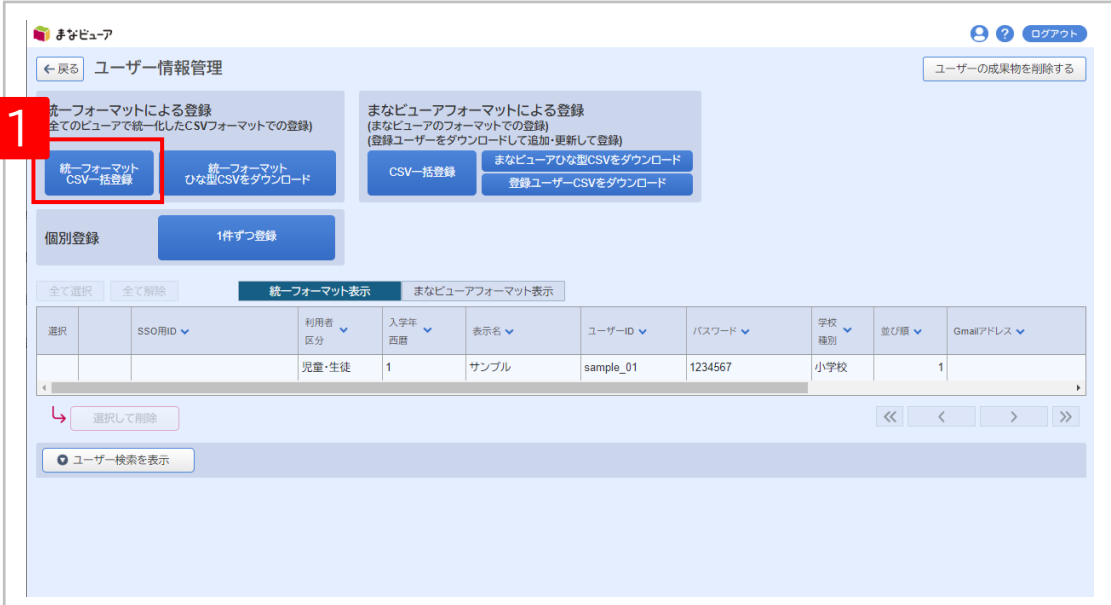 まなビューア
? ログアウト
←戻る ユーザー情報管理
ユーザーの成果物を削除する
1
統一フォーマットによる登録
全てのビューアで統一化したCSVフォーマットでの登録)
統一フォーマット
CSV一括登録
統一フォーマット
ひな型CSVをダウンロード
まなビューアフォーマットによる登録
(まなビューアのフォーマットでの登録)
(登録ユーザーをダウンロードして追加・更新して登録)
CSV一括登録
まなビューアひな型CSVをダウンロード
登録ユーザーCSVをダウンロード
個別登録
1件ずつ登録
全て選択 全て解除 統一フォーマット表示 まなビューアフォーマット表示
選択 SSO用ID 利用者区分 入学年西暦 表示名 ユーザーID パスワード 学校種別 並び順 Gmailアドレス
児童・生徒 1 サンプル sample_01 1234567 小学校 1
選択して削除
ユーザー検索を表示